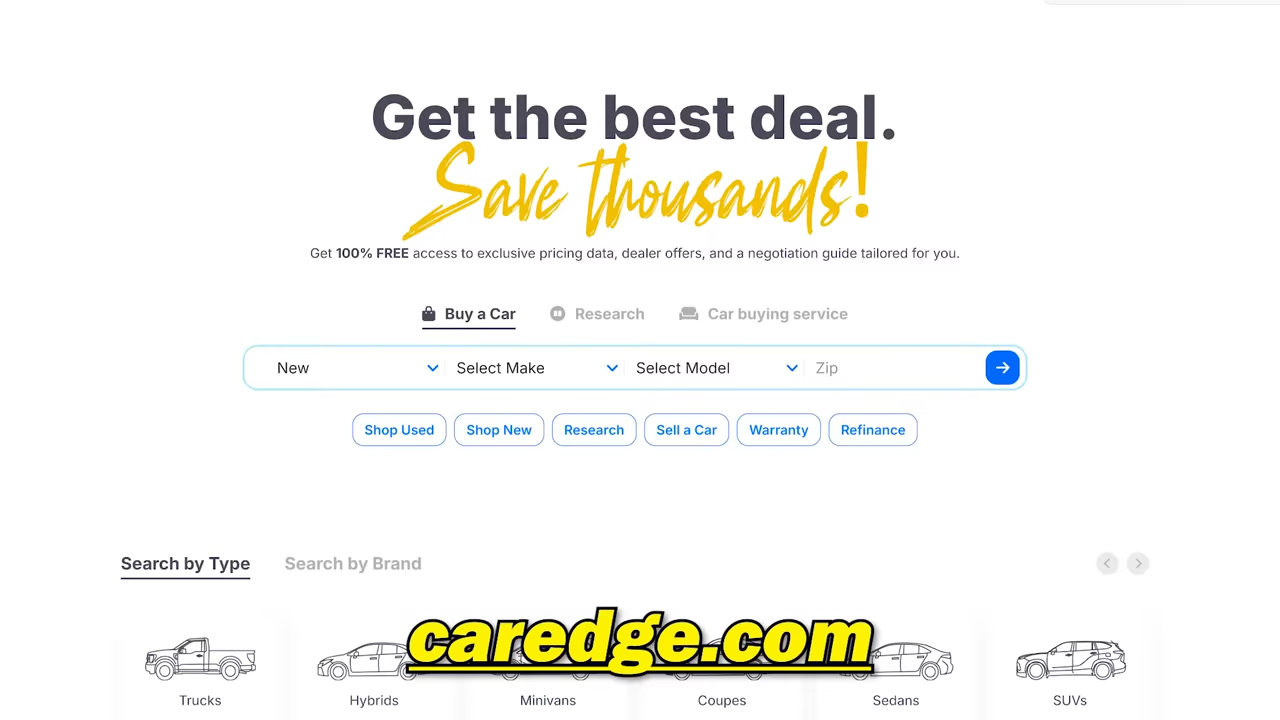 Get the best deal.
Save thousands!
Get 100% FREE access to exclusive pricing data, dealer offers, and a negotiation guide tailored for you.
Buy a Car Research Car buying service
New Select Make Select Model Zip
Shop Used Shop New Research Sell a Car Warranty Refinance
Search by Type Search by Brand
caredge.com
Trucks Hybrids Minivans Coupes Sedans SUVs